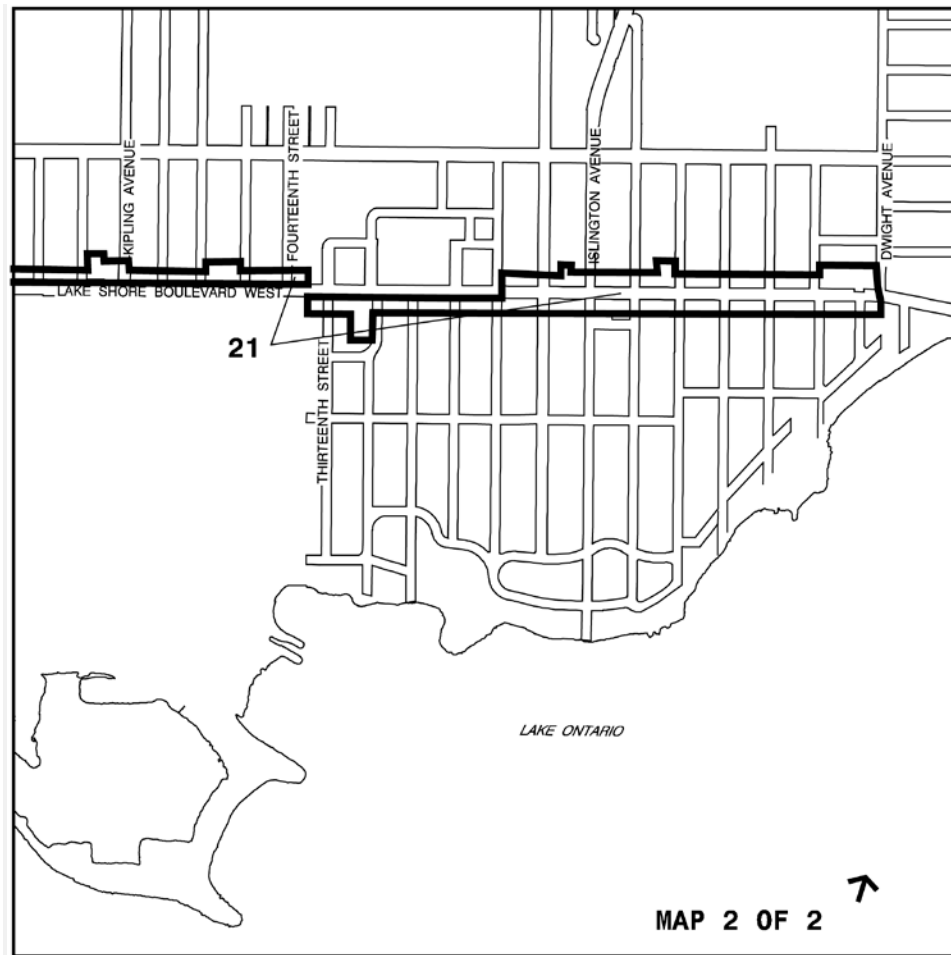 KIPLING AVENUE
FOURTEENTH STREET
ISLINGTON AVENUE
DWIGHT AVENUE
LAKE SHORE BOULEVARD WEST
21
THIRTEENTH STREET
LAKE ONTARIO
MAP 2 OF 2